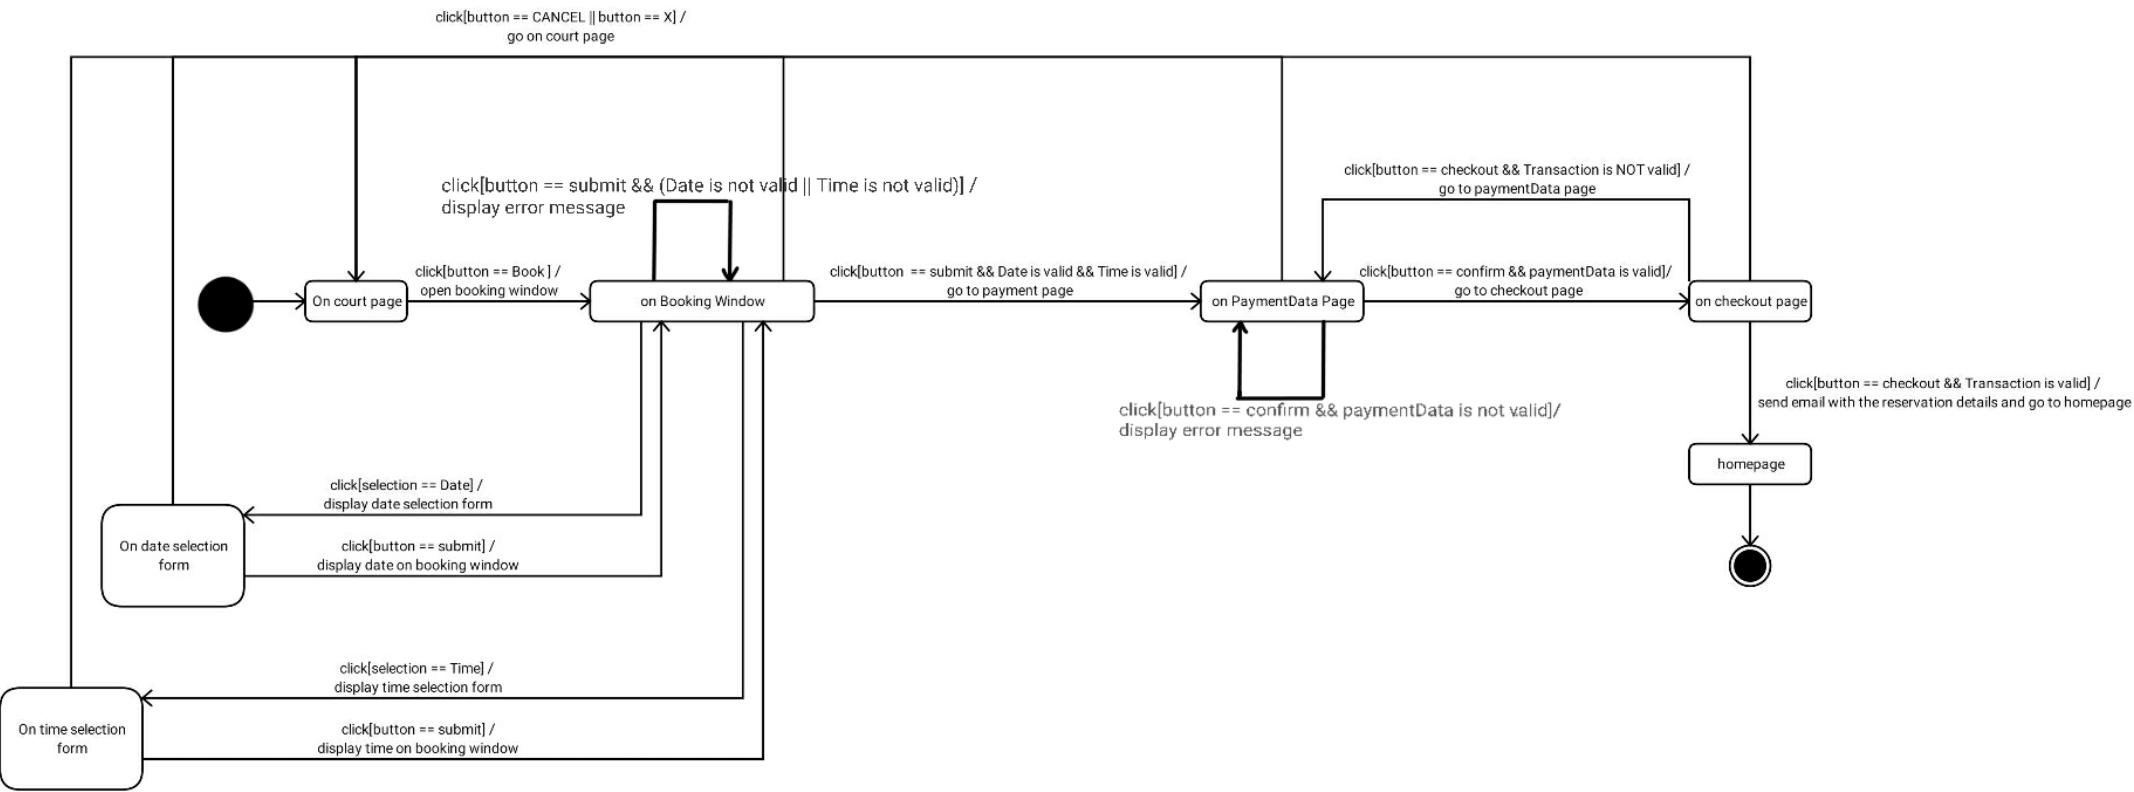 click[button == CANCEL || button == X] /
go on court page
click[button == checkout && Transaction is NOT valid] /
go to paymentData page
click[button == submit && (Date is not valid || Time is not valid)] /
display error message
click[button == Book ] /
open booking window
click[button == submit && Date is valid && Time is valid] /
go to payment page
click[button == confirm && paymentData is valid]/
go to checkout page
On court page
on Booking Window
on PaymentData Page
on checkout page
click[button == checkout && Transaction is valid] /
send email with the reservation details and go to homepage
click[button == confirm && paymentData is not valid]/
display error message
homepage
click[selection == Date] /
display date selection form
On date selection
form
click[button == submit] /
display date on booking window
click[selection == Time] /
display time selection form
On time selection
form
click[button == submit] /
display time on booking window